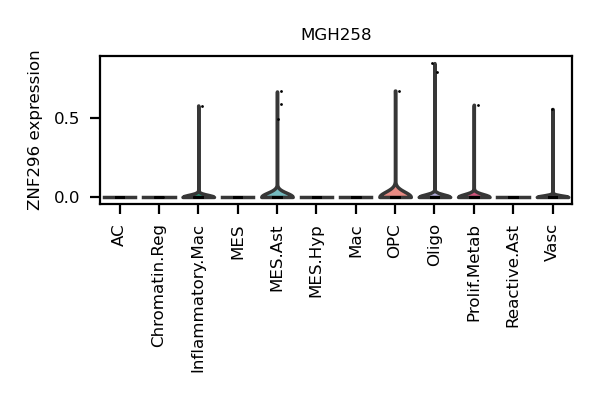 MGH258
ZNF296 expression
0.5
0.0
AC
Chromatin.Reg
Inflammatory.Mac
MES
MES.Ast
MES.Hyp
Mac
OPC
Oligo
Prolif.Metab
Reactive.Ast
Vasc